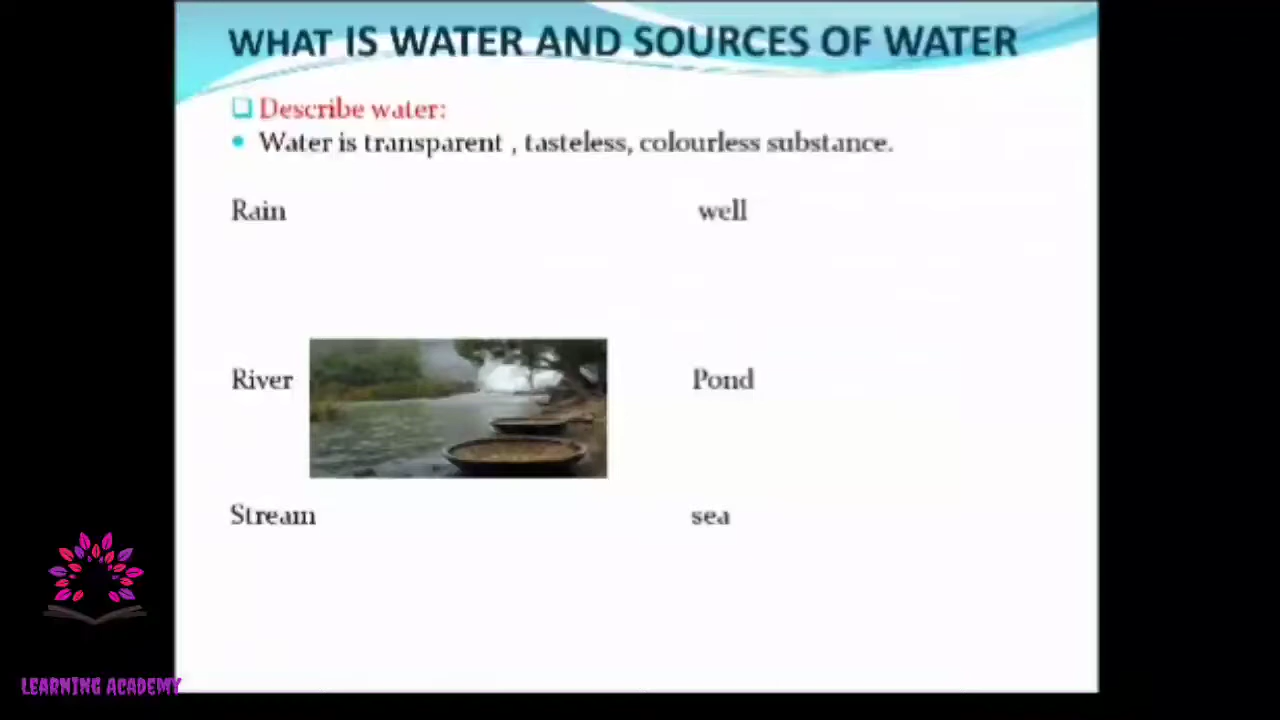 WHAT IS WATER AND SOURCES OF WATER
Describe water:
Water is transparent , tasteless, colourless substance.
Rain well
River Pond
Stream sea
LEARNING ACADEMY